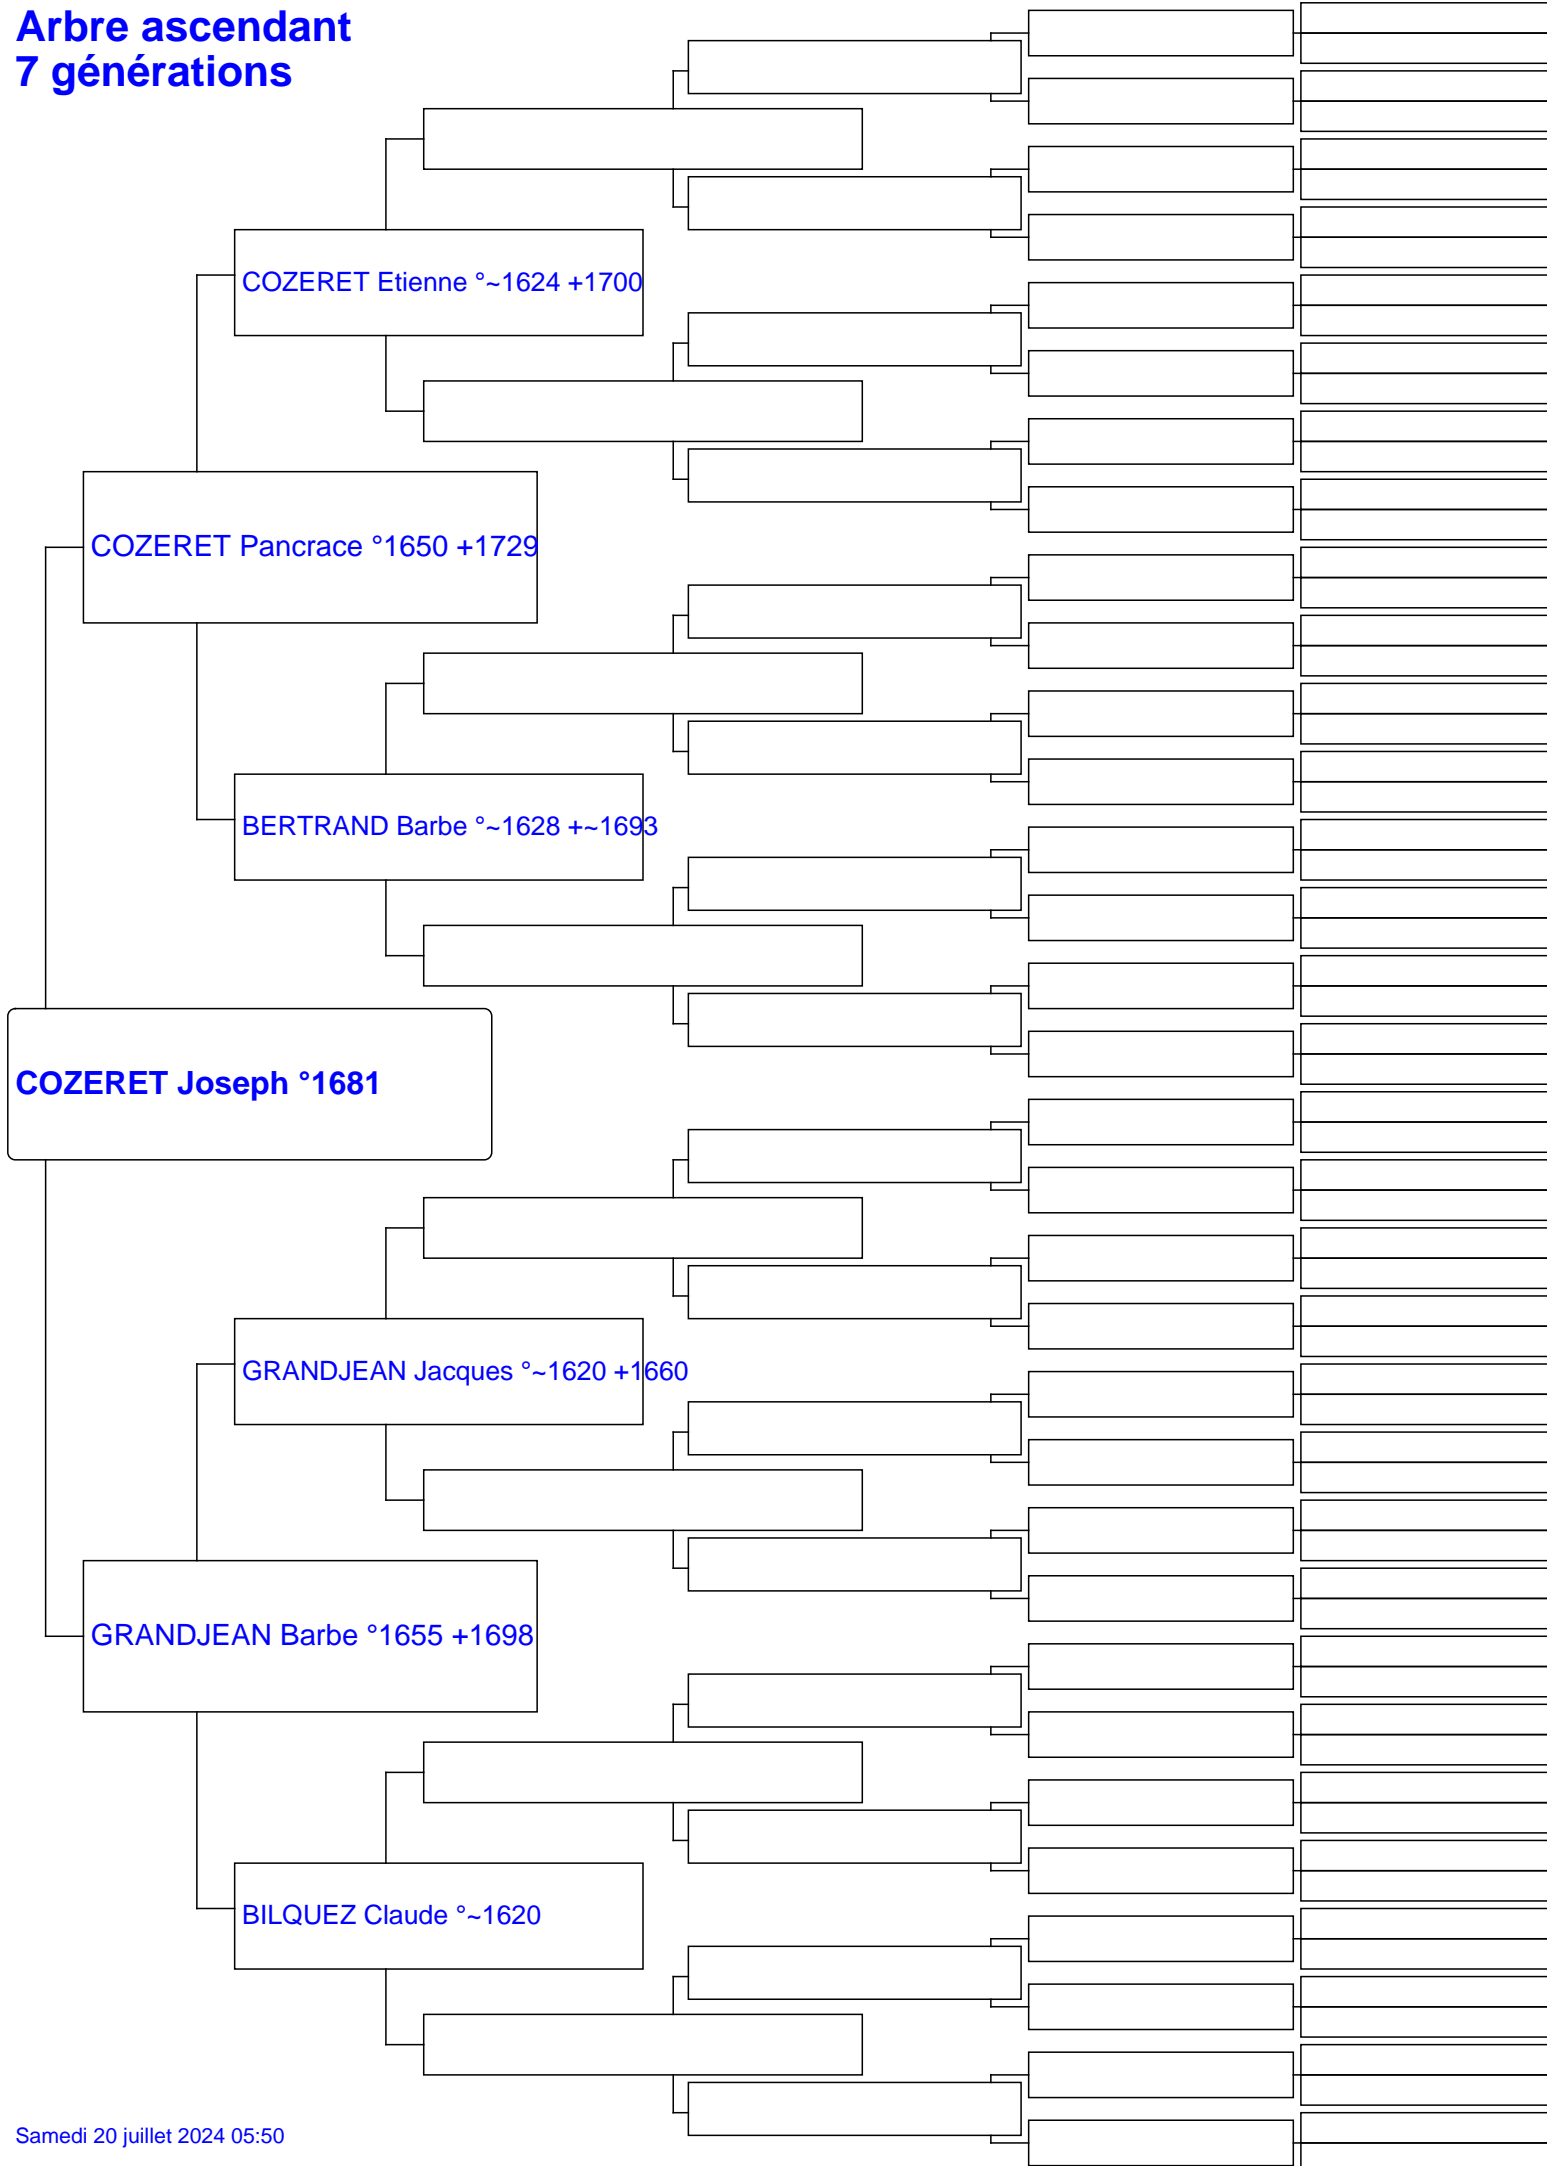 Arbre ascendant
7 générations
COZERET Etienne °~1624 +1700
COZERET Pancrace °1650 +1729
BERTRAND Barbe °~1628 +~1693
COZERET Joseph °1681
GRANDJEAN Jacques °~1620 +1660
GRANDJEAN Barbe °1655 +1698
BILQUEZ Claude °~1620
Samedi 20 juillet 2024 05:50